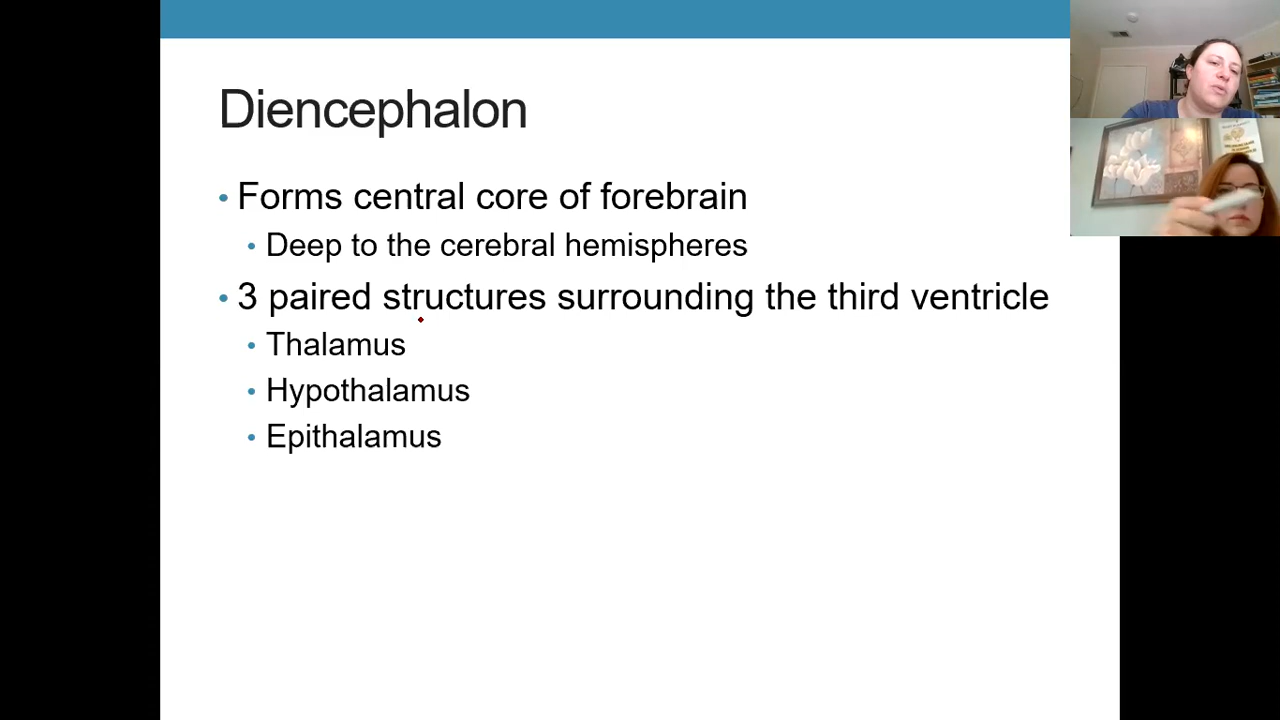 Diencephalon
• Forms central core of forebrain
• Deep to the cerebral hemispheres
• 3 paired structures surrounding the third ventricle
• Thalamus
• Hypothalamus
• Epithalamus